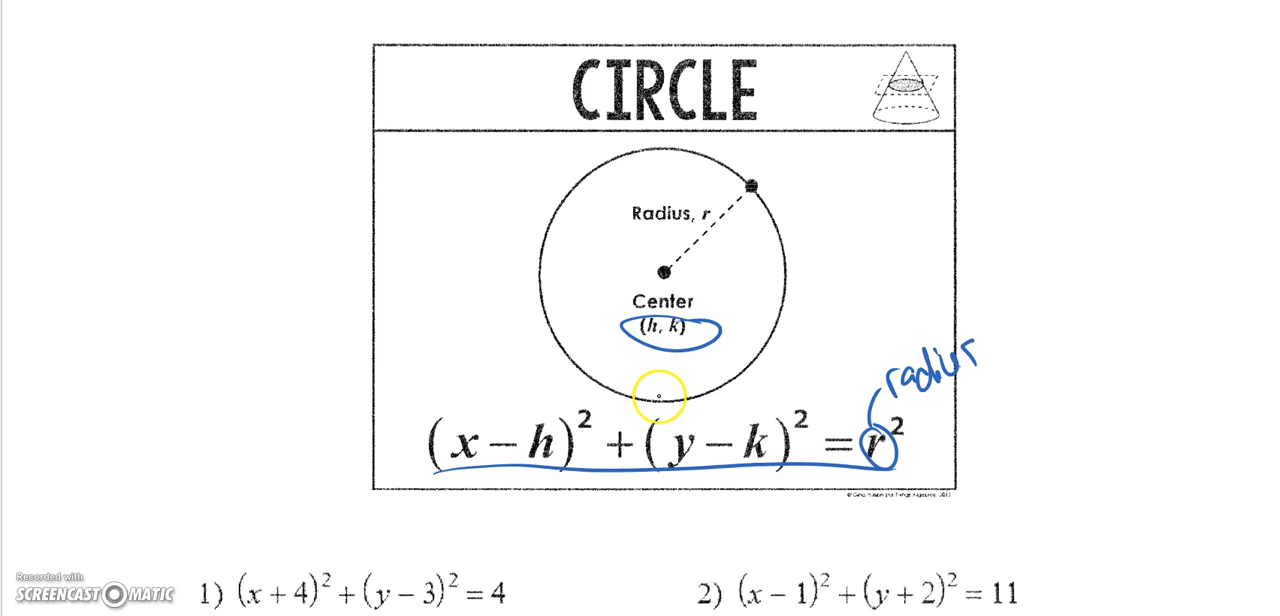 CIRCLE
Radius, r
Center
(h, k)
radius
(x − h)² + (y − k)² = r²
1) (x + 4)² + (y − 3)² = 4
2) (x − 1)² + (y + 2)² = 11
Recorded with
SCREENCAST O MATIC